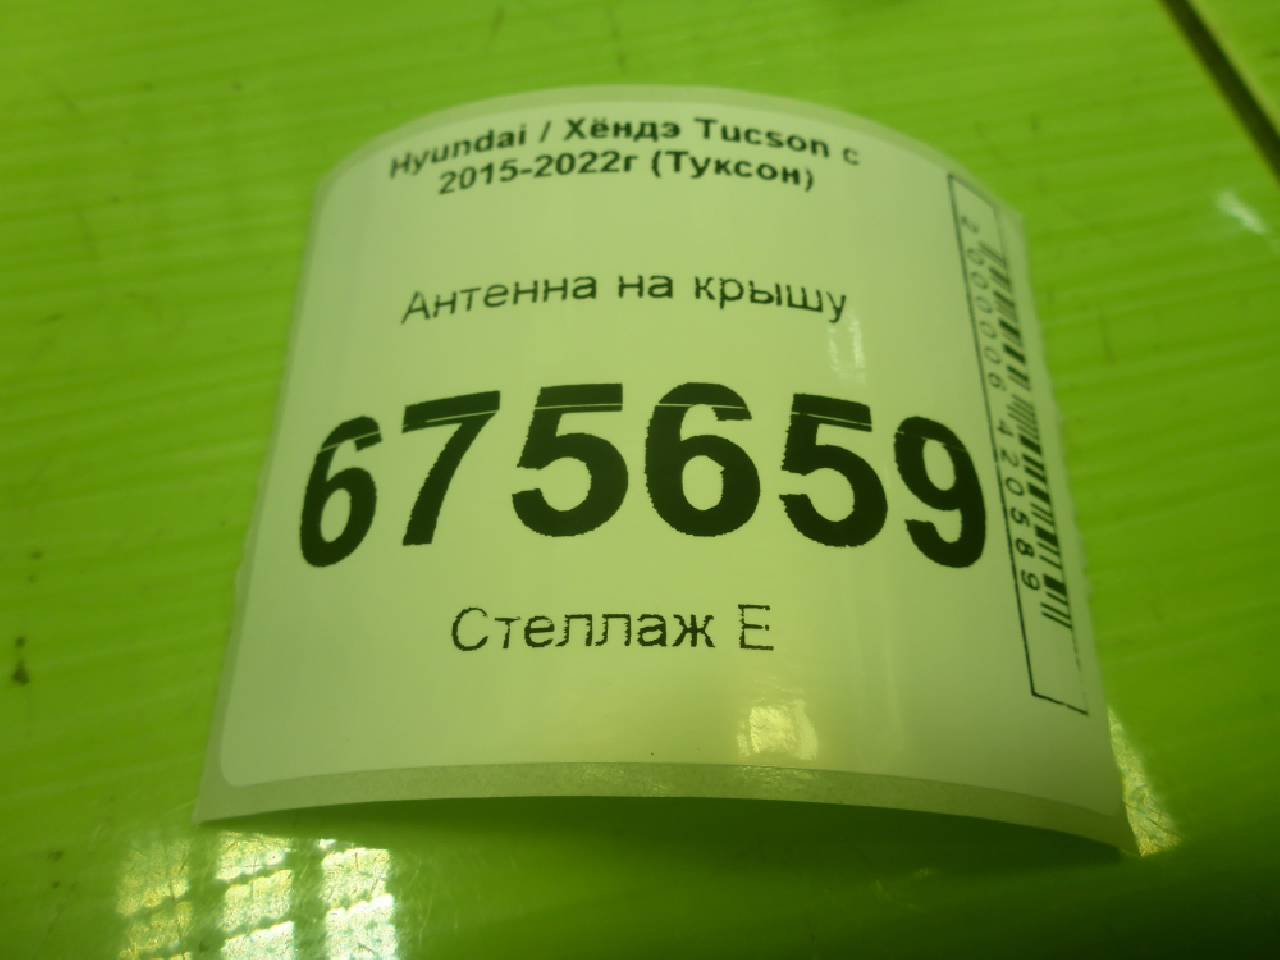 Hyundai / Хёндэ Tucson с
2015-2022г (Туксон)
Антенна на крышу
675659
Стеллаж Е
2000006420589